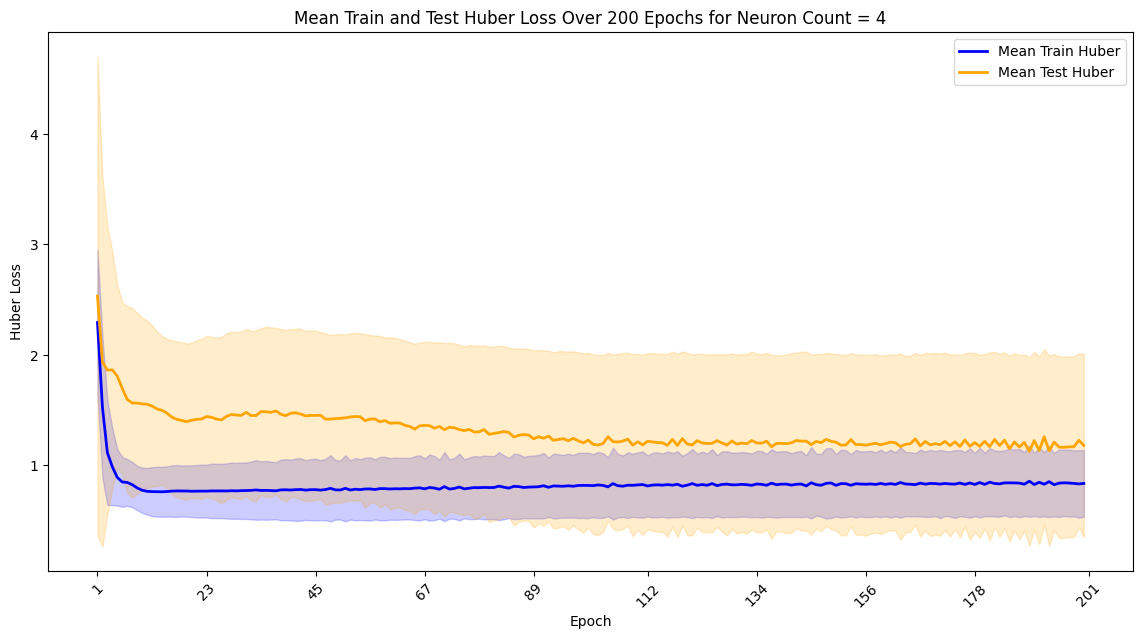 Mean Train and Test Huber Loss Over 200 Epochs for Neuron Count = 4
Mean Train Huber
Mean Test Huber
Huber Loss
4
3
2
1
1
23
45
67
89
112
134
156
178
201
Epoch